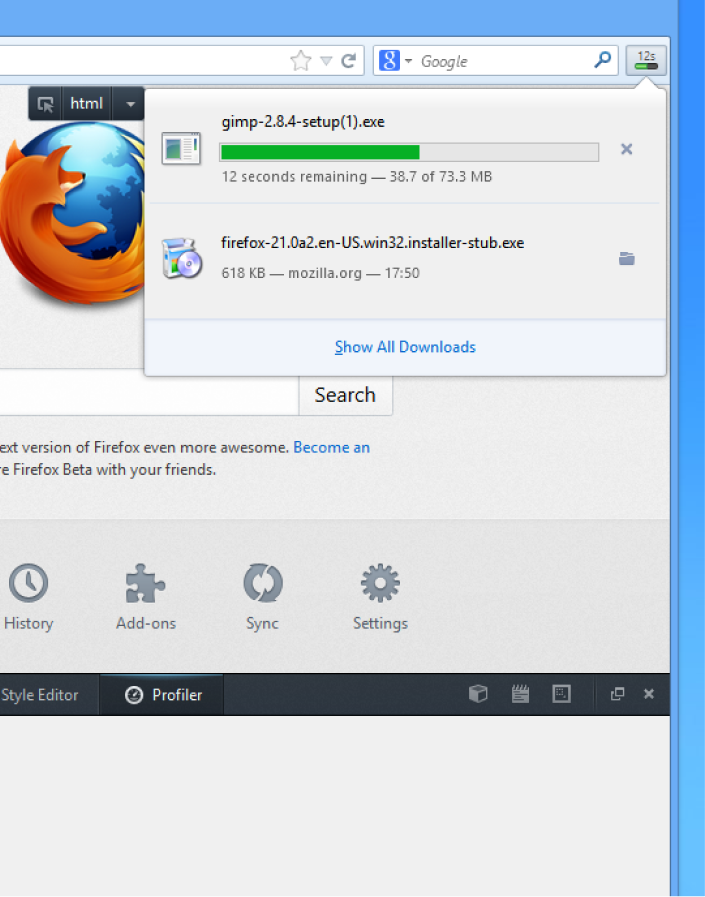 Google
12s
html
gimp-2.8.4-setup(1).exe
12 seconds remaining — 38.7 of 73.3 MB
firefox-21.0a2.en-US.win32.installer-stub.exe
618 KB — mozilla.org — 17:50
Show All Downloads
Search
ext version of Firefox even more awesome. Become an
re Firefox Beta with your friends.
History Add-ons Sync Settings
Style Editor Profiler